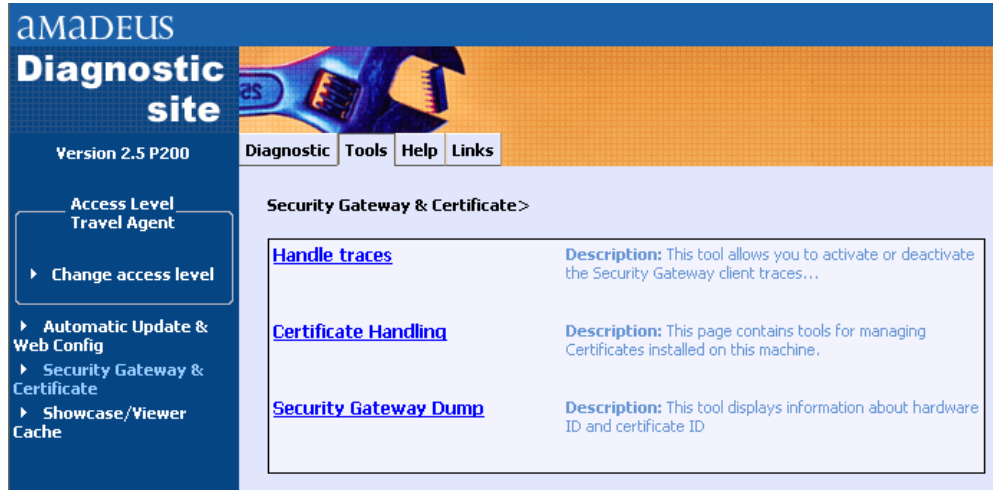 aMaDEUS
Diagnostic
site
Version 2.5 P200
Diagnostic Tools Help Links
Access Level
Travel Agent
Change access level
Automatic Update &
Web Config
Security Gateway &
Certificate
Showcase/Viewer
Cache
Security Gateway & Certificate>
Handle traces
Description: This tool allows you to activate or deactivate
the Security Gateway client traces...
Certificate Handling
Description: This page contains tools for managing
Certificates installed on this machine.
Security Gateway Dump
Description: This tool displays information about hardware
ID and certificate ID